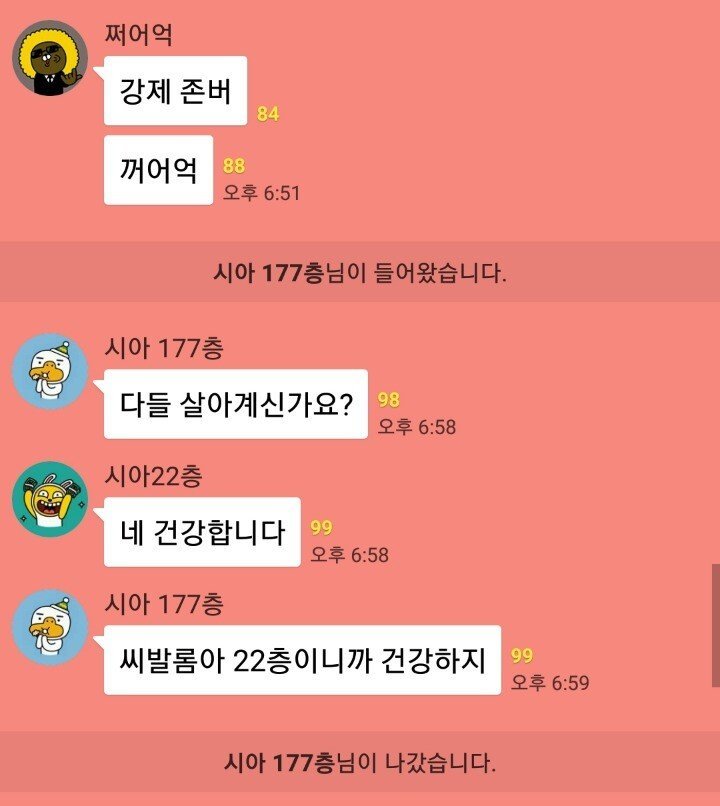 쩌어억
강제 존버
84
꺼어억
88
오후 6:51
시아 177층님이 들어왔습니다.
시아 177층
다들 살아계신가요?
98
오후 6:58
시아22층
네 건강합니다
99
오후 6:58
시아 177층
씨발롬아 22층이니까 건강하지
99
오후 6:59
시아 177층님이 나갔습니다.